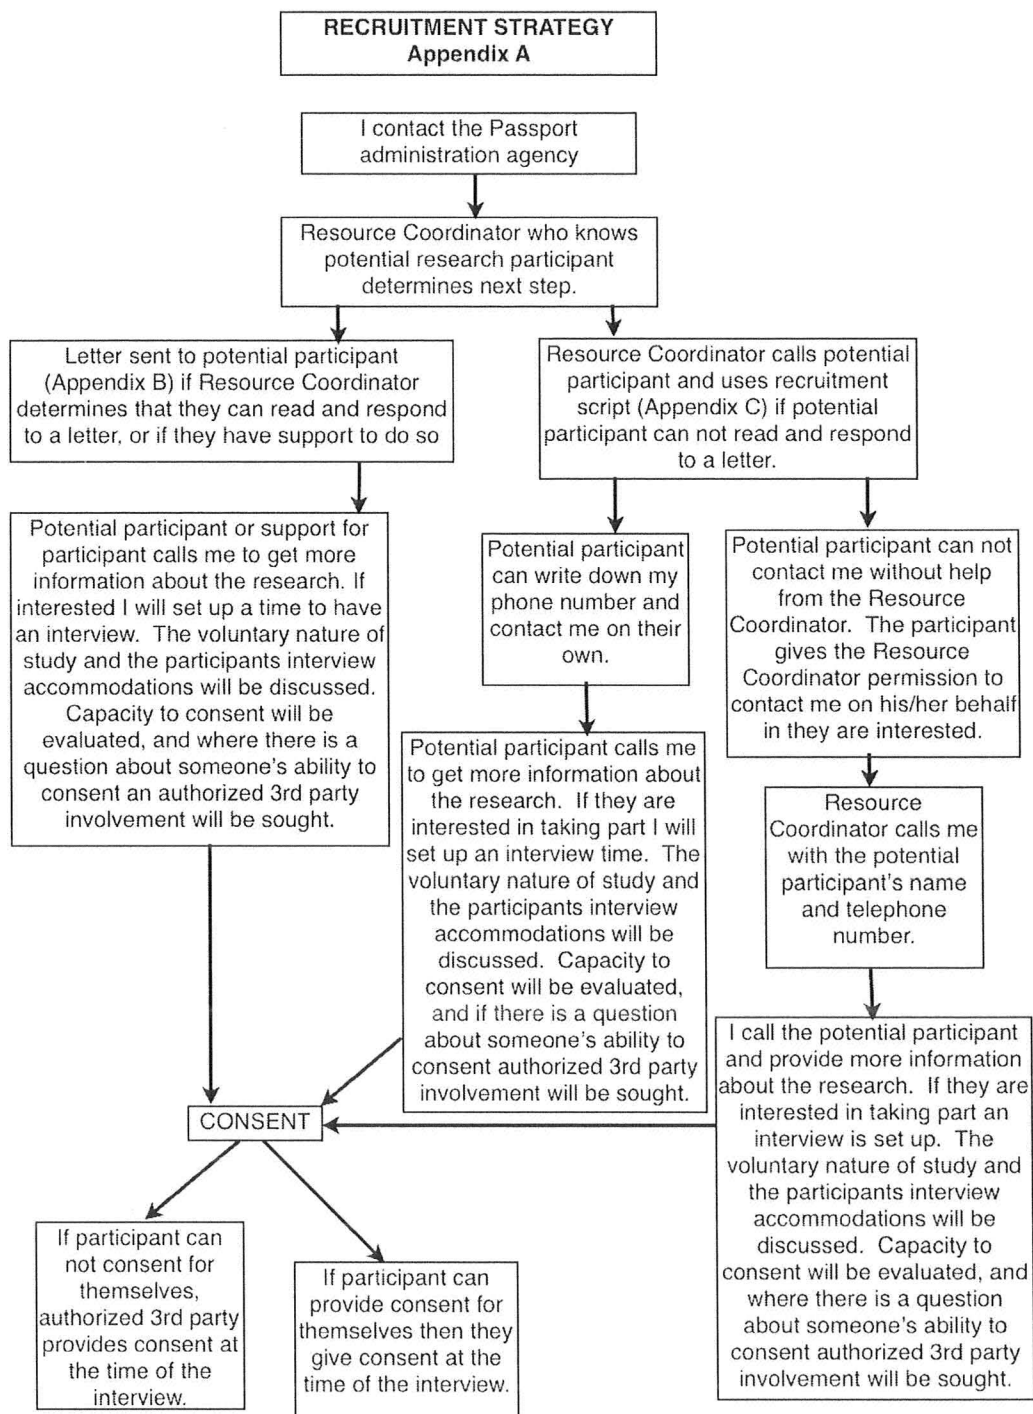 RECRUITMENT STRATEGY
Appendix A
I contact the Passport
administration agency
Resource Coordinator who knows
potential research participant
determines next step.
Letter sent to potential participant
(Appendix B) if Resource Coordinator
determines that they can read and respond
to a letter, or if they have support to do so
Resource Coordinator calls potential
participant and uses recruitment
script (Appendix C) if potential
participant can not read and respond
to a letter.
Potential participant or support for
participant calls me to get more
information about the research. If
interested I will set up a time to have
an interview. The voluntary nature of
study and the participants interview
accommodations will be discussed.
Capacity to consent will be
evaluated, and where there is a
question about someone's ability to
consent an authorized 3rd party
involvement will be sought.
Potential participant
can write down my
phone number and
contact me on their
own.
Potential participant can not
contact me without help
from the Resource
Coordinator. The participant
gives the Resource
Coordinator permission to
contact me on his/her behalf
in they are interested.
Potential participant calls me
to get more information about
the research. If they are
interested in taking part I will
set up an interview time. The
voluntary nature of study and
the participants interview
accommodations will be
discussed. Capacity to
consent will be evaluated,
and if there is a question
about someone's ability to
consent authorized 3rd party
involvement will be sought.
Resource
Coordinator calls me
with the potential
participant's name
and telephone
number.
I call the potential participant
and provide more information
about the research. If they are
interested in taking part an
interview is set up. The
voluntary nature of study and
the participants interview
accommodations will be
discussed. Capacity to
consent will be evaluated, and
where there is a question
about someone's ability to
consent authorized 3rd party
involvement will be sought.
CONSENT
If participant can
not consent for
themselves,
authorized 3rd party
provides consent at
the time of the
interview.
If participant can
provide consent for
themselves then they
give consent at the
time of the interview.